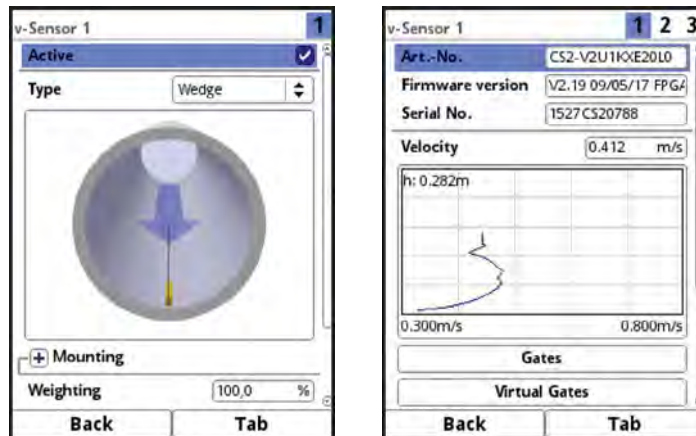 v-Sensor 1
1
Active
Type
Wedge
Mounting
Weighting
100,0 %
Back
Tab
v-Sensor 1
1 2 3
Art.-No.
CS2-V2U1KXE20L0
Firmware version
V2.19 09/05/17 FPGA
Serial No.
1527CS20788
Velocity
0.412 m/s
h: 0.282m
0.300m/s
0.800m/s
Gates
Virtual Gates
Back
Tab